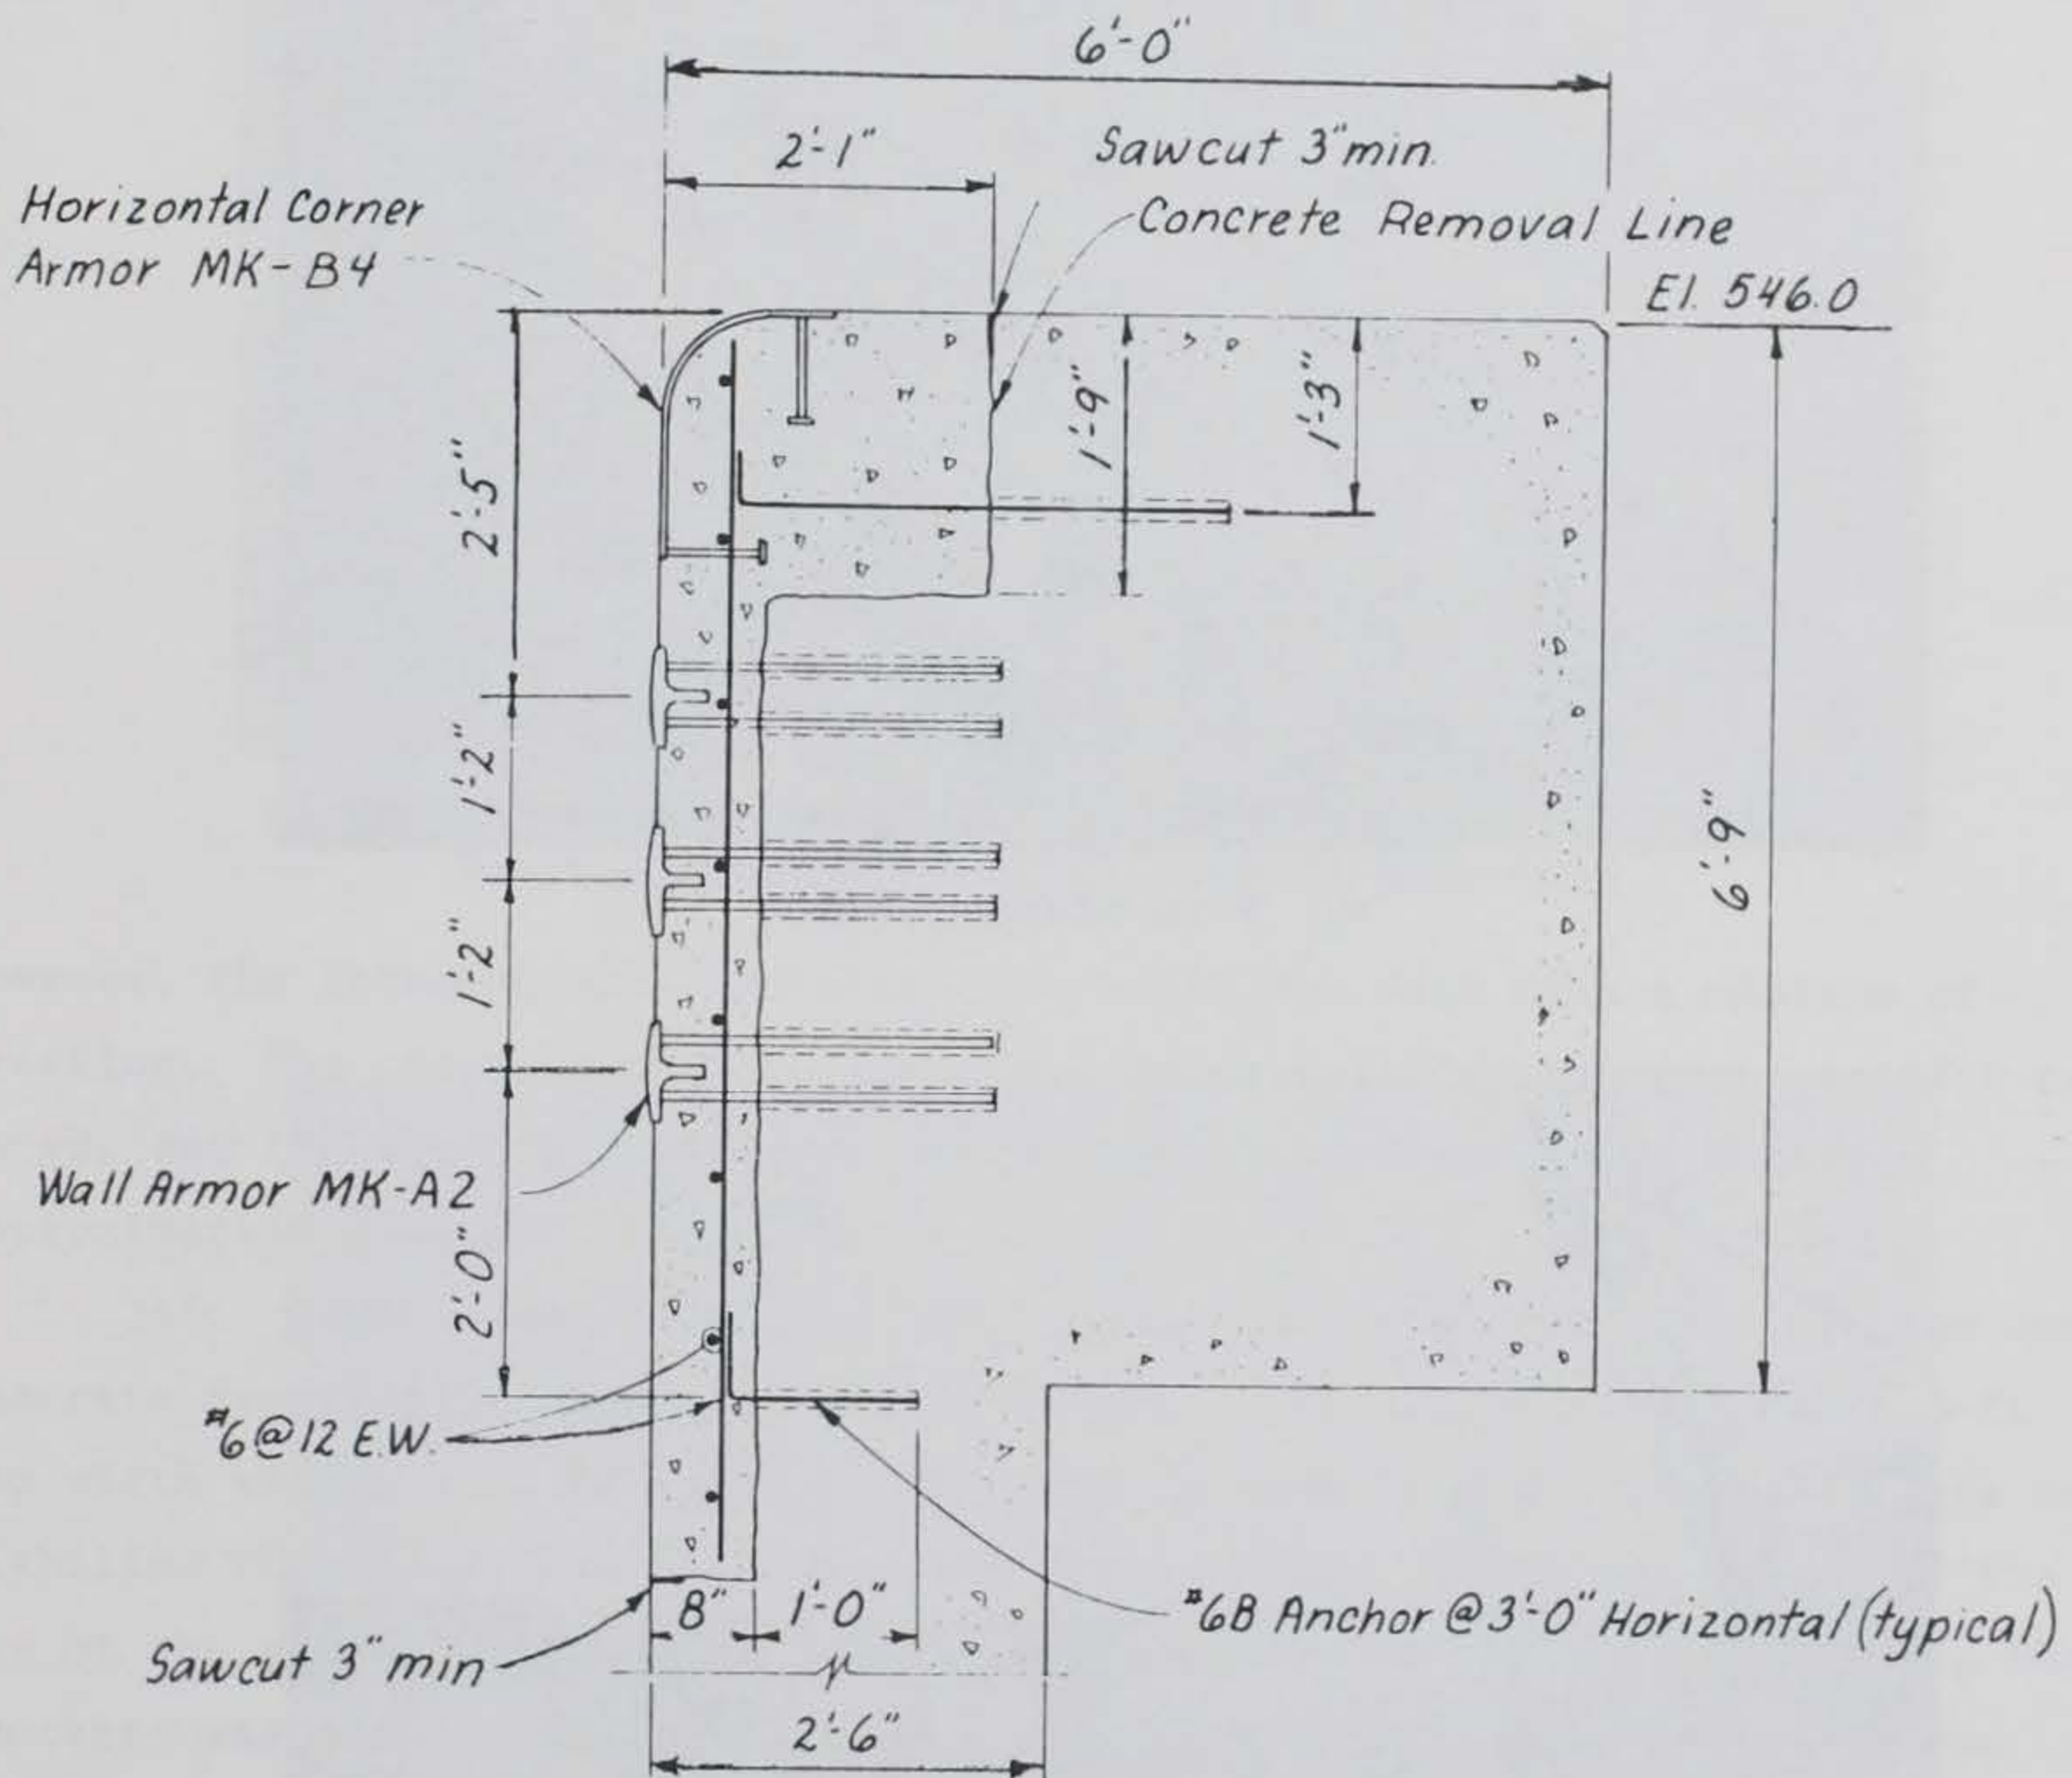 6'-0"
2'-1"
Sawcut 3" min.
Concrete Removal Line
Horizontal Corner
Armor MK-B4
El. 546.0
2'-5"
1'-9"
1'-3"
1'-2"
6'-9"
1'-2"
Wall Armor MK-A2
2'-0"
#6@12 E.W.
8"
1'-0"
#6B Anchor @ 3'-0" Horizontal (typical)
Sawcut 3" min
2'-6"